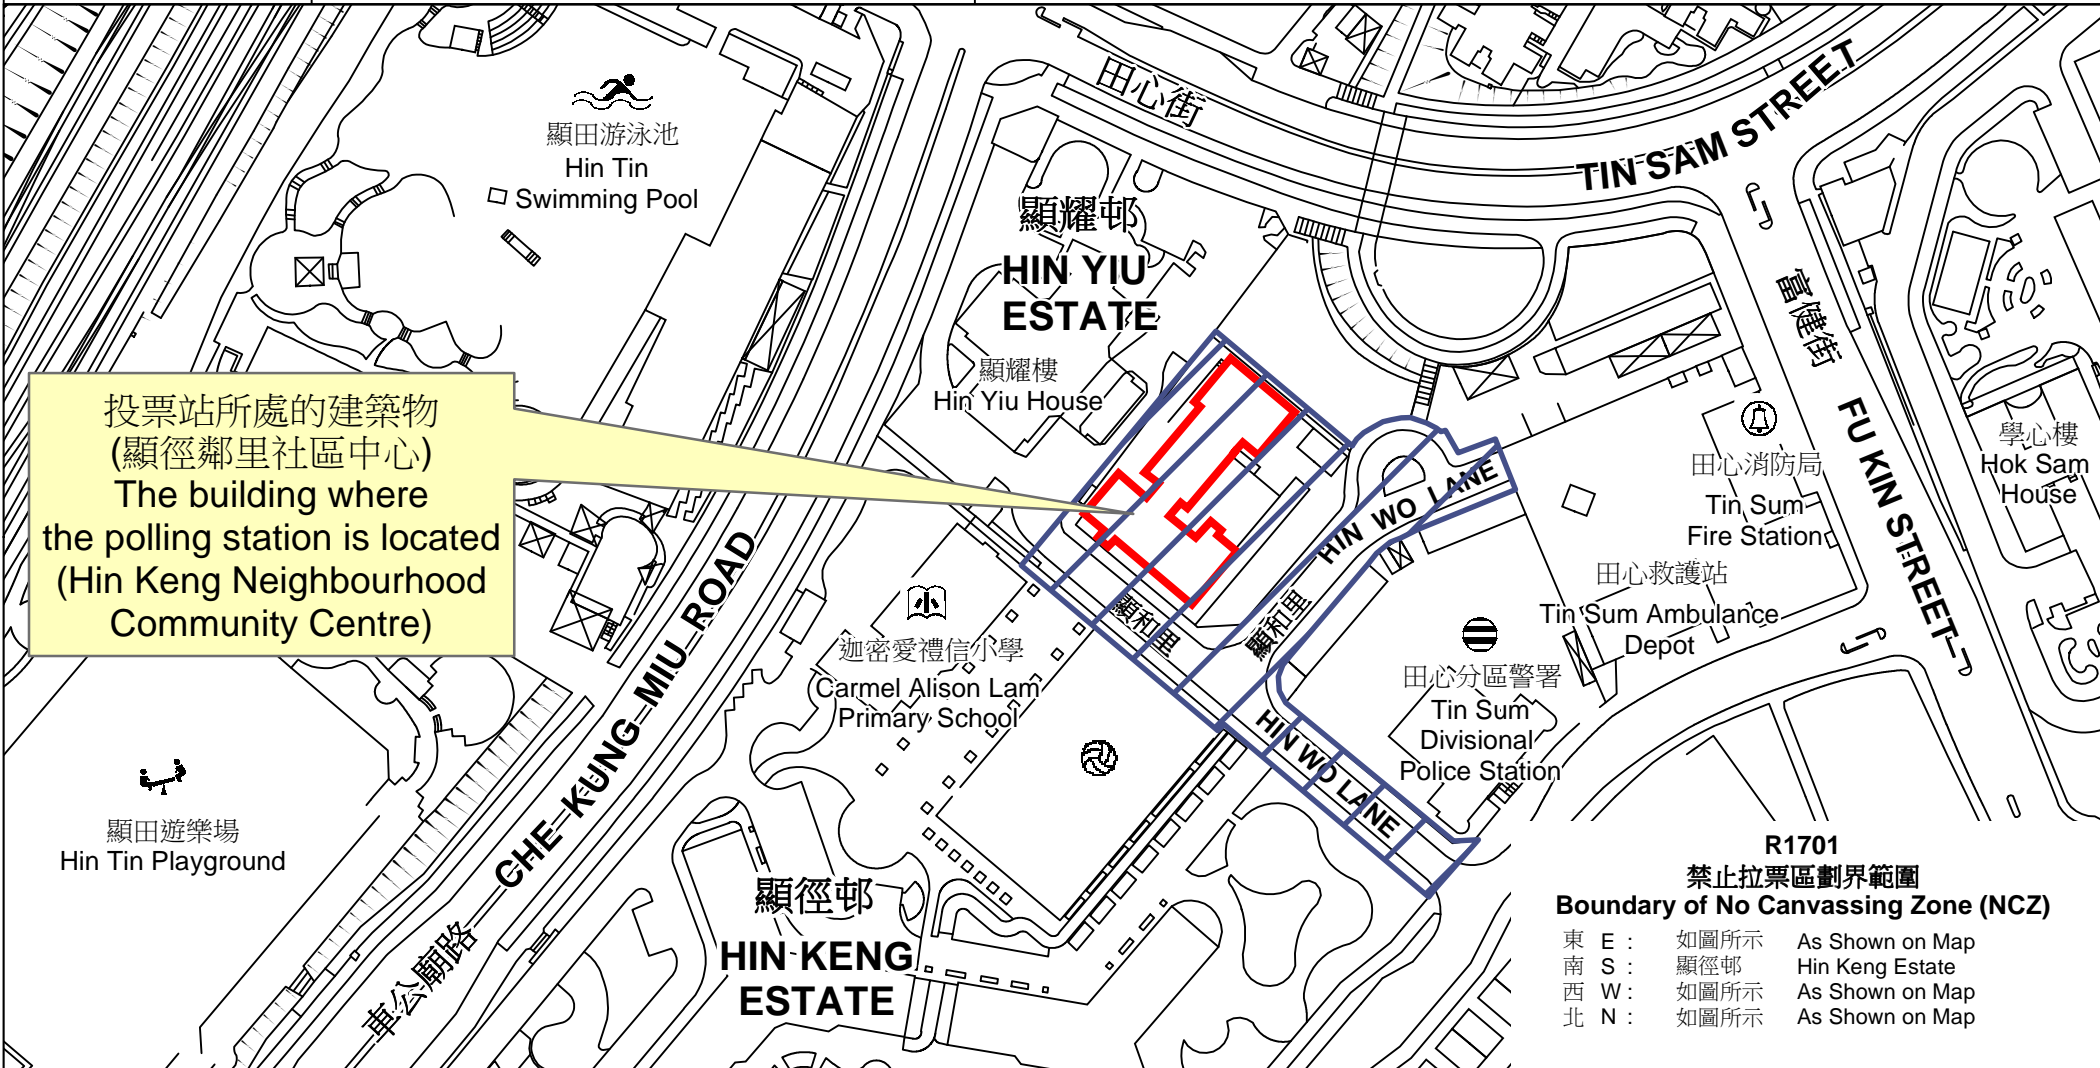 顯田游泳池
Hin Tin
Swimming Pool
田心街
TIN SAM STREET
顯耀邨
HIN YIU
ESTATE
顯耀樓
Hin Yiu House
富健街
FU KIN STREET
學心樓
Hok Sam
House
投票站所處的建築物
(顯徑鄰里社區中心)
The building where
the polling station is located
(Hin Keng Neighbourhood
Community Centre)
田心消防局
Tin Sum
Fire Station
HIN WO LANE
顯和里
顯和里
HIN WO LANE
田心救護站
Tin Sum Ambulance
Depot
田心分區警署
Tin Sum
Divisional
Police Station
迦密愛禮信小學
Carmel Alison Lam
Primary School
CHE KUNG MIU ROAD
車公廟路
顯田遊樂場
Hin Tin Playground
顯徑邨
HIN KENG
ESTATE
R1701
禁止拉票區劃界範圍
Boundary of No Canvassing Zone (NCZ)
東 E : 如圖所示 As Shown on Map
南 S : 顯徑邨 Hin Keng Estate
西 W : 如圖所示 As Shown on Map
北 N : 如圖所示 As Shown on Map